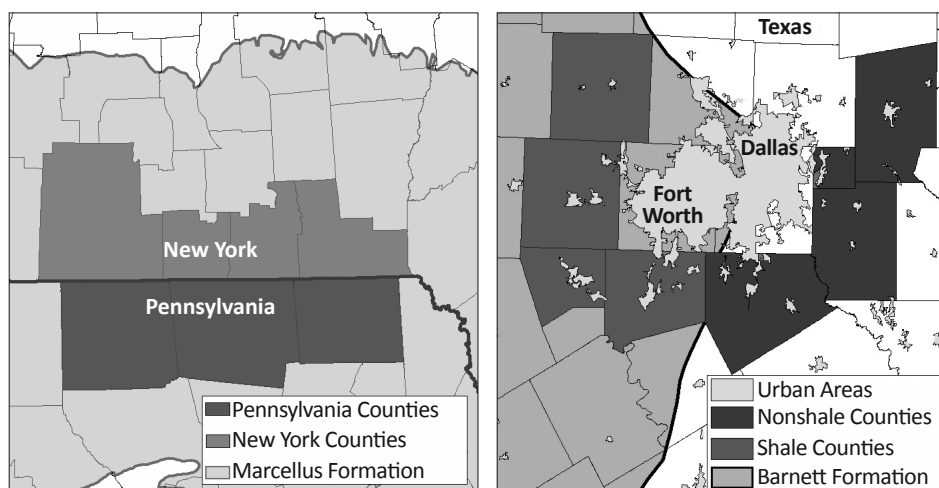 New York
Pennsylvania
Pennsylvania Counties
New York Counties
Marcellus Formation
Texas
Dallas
Fort
Worth
Urban Areas
Nonshale Counties
Shale Counties
Barnett Formation